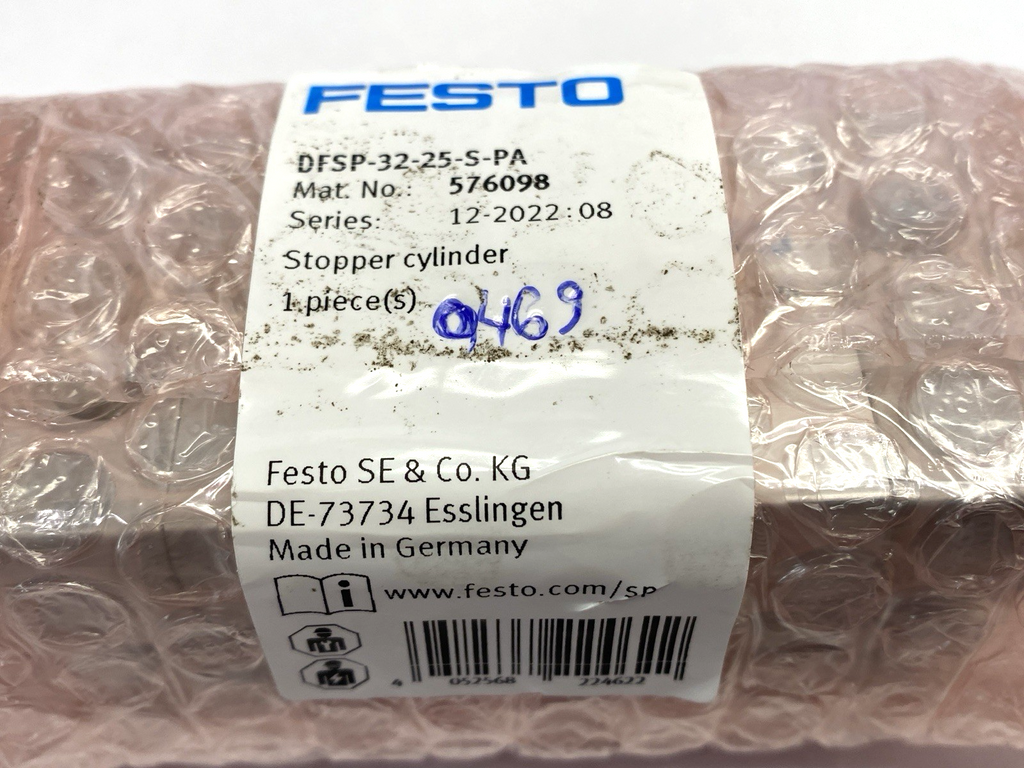 FESTO
DFSP-32-25-S-PA
Mat. No.: 576098
Series: 12-2022:08
Stopper cylinder
1 piece(s) 0469
Festo SE & Co. KG
DE-73734 Esslingen
Made in Germany
i www.festo.com/sp
4 052568 224622